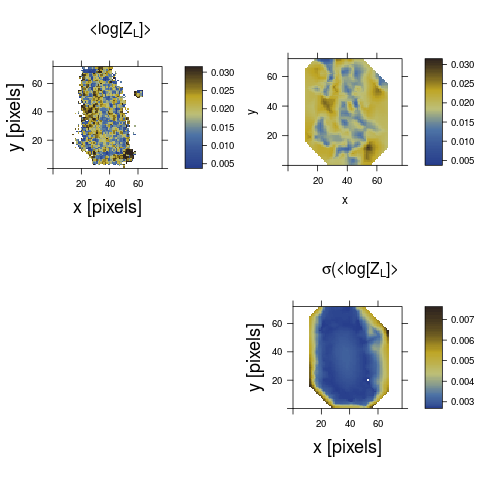 <log[Z_L]>
0.030
0.025
0.020
0.015
0.010
0.005
60
40
20
y [pixels]
20 40 60
x [pixels]
0.030
0.025
0.020
0.015
0.010
0.005
60
40
20
y
20 40 60
x
σ(<log[Z_L]>
0.007
0.006
0.005
0.004
0.003
60
40
20
y [pixels]
20 40 60
x [pixels]